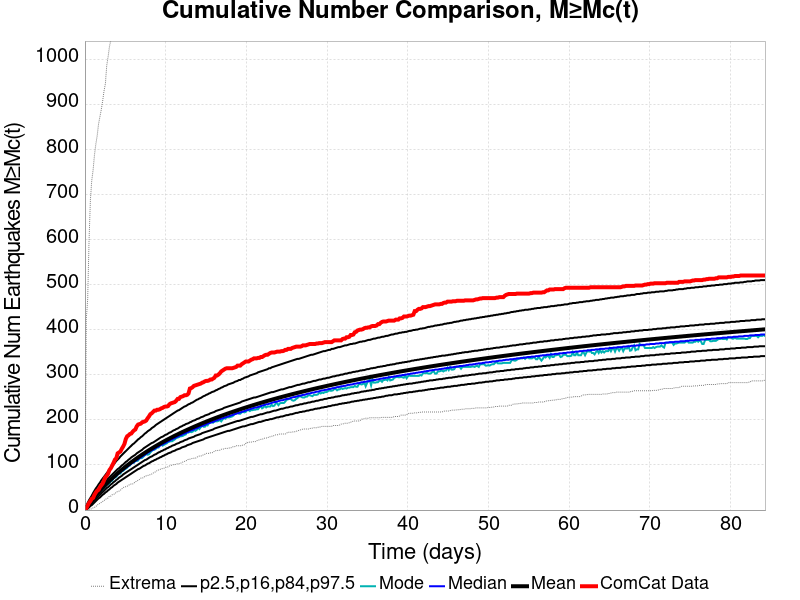 Cumulative Number Comparison, M≥Mc(t)
Cumulative Num Earthquakes M≥Mc(t)
1000
900
800
700
600
500
400
300
200
100
0
0 10 20 30 40 50 60 70 80
Time (days)
Extrema p2.5,p16,p84,p97.5 Mode Median Mean ComCat Data